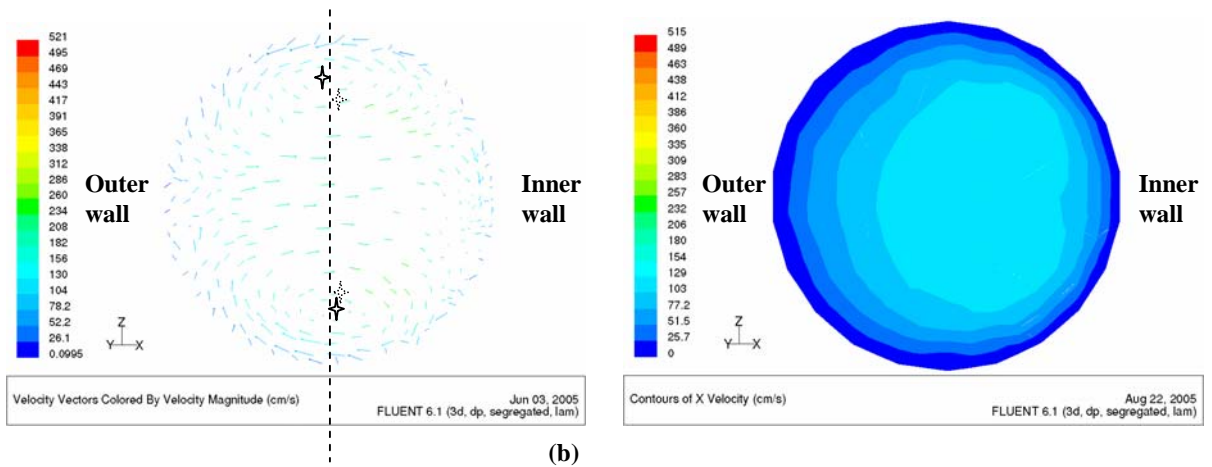 521
495
469
443
417
391
365
338
312
286
260
234
208
182
156
130
104
78.2
52.2
26.1
0.0995
Outer
wall
Inner
wall
Z
Y X
Velocity Vectors Colored By Velocity Magnitude (cm/s)
Jun 03, 2005
FLUENT 6.1 (3d, dp, segregated, lam)
515
489
463
438
412
386
360
335
309
283
257
232
206
180
154
129
103
77.2
51.5
25.7
0
Outer
wall
Inner
wall
Z
Y X
Contours of X Velocity (cm/s)
Aug 22, 2005
FLUENT 6.1 (3d, dp, segregated, lam)
(b)